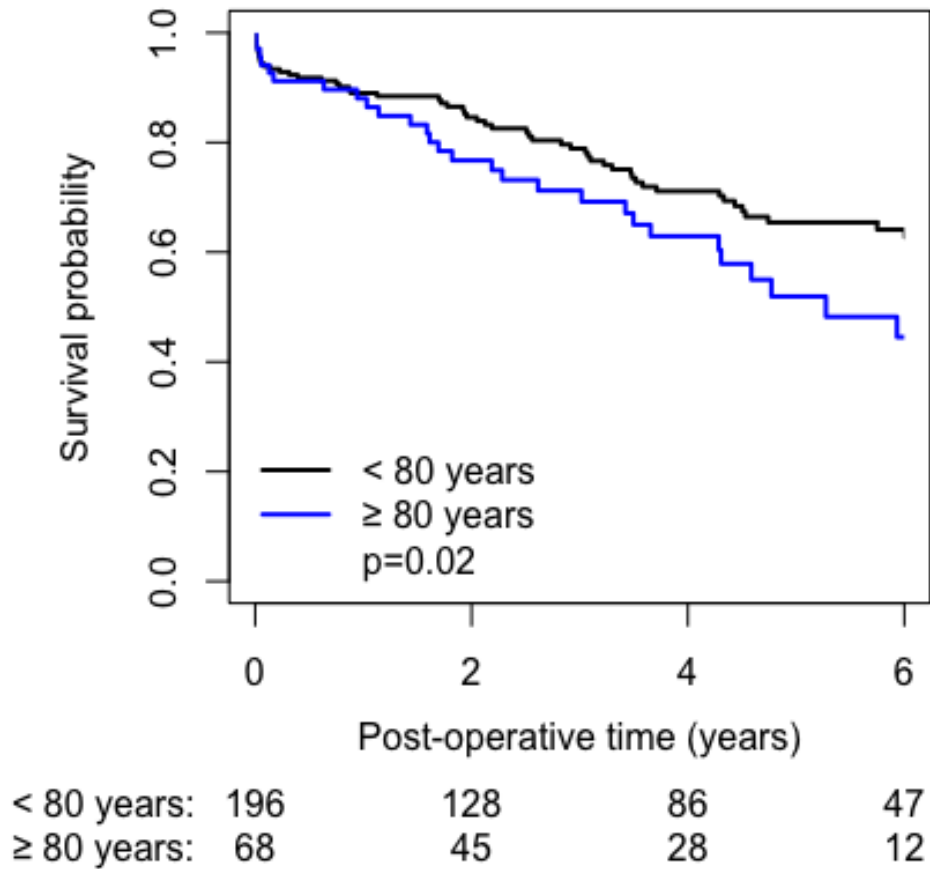 Survival probability
1.0
0.8
0.6
0.4
0.2
0.0
< 80 years
≥ 80 years
p=0.02
0 2 4 6
Post-operative time (years)
< 80 years: 196 128 86 47
≥ 80 years: 68 45 28 12